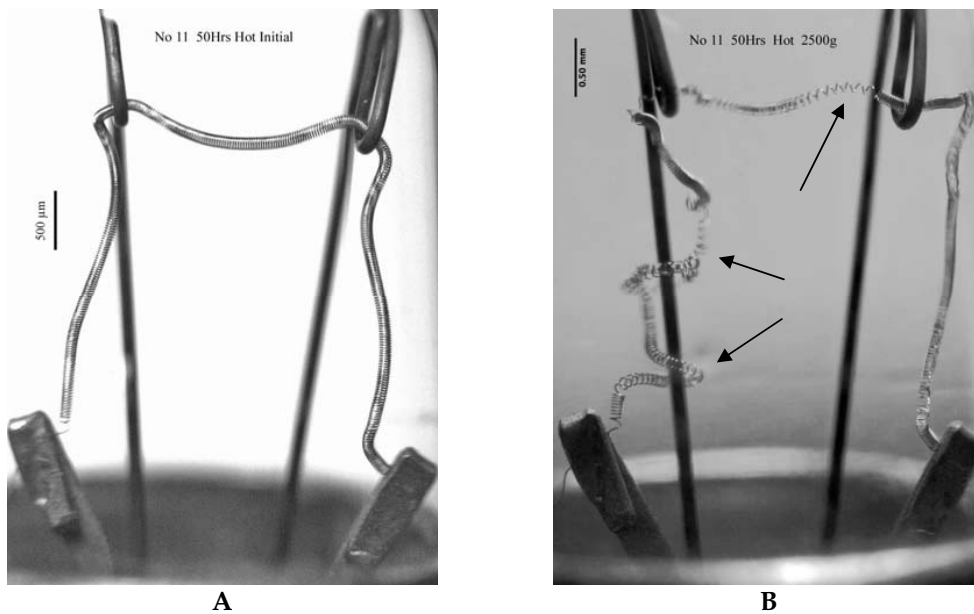 No 11 50Hrs Hot Initial
500 µm
A
No 11 50Hrs Hot 2500g
0.50 mm
B